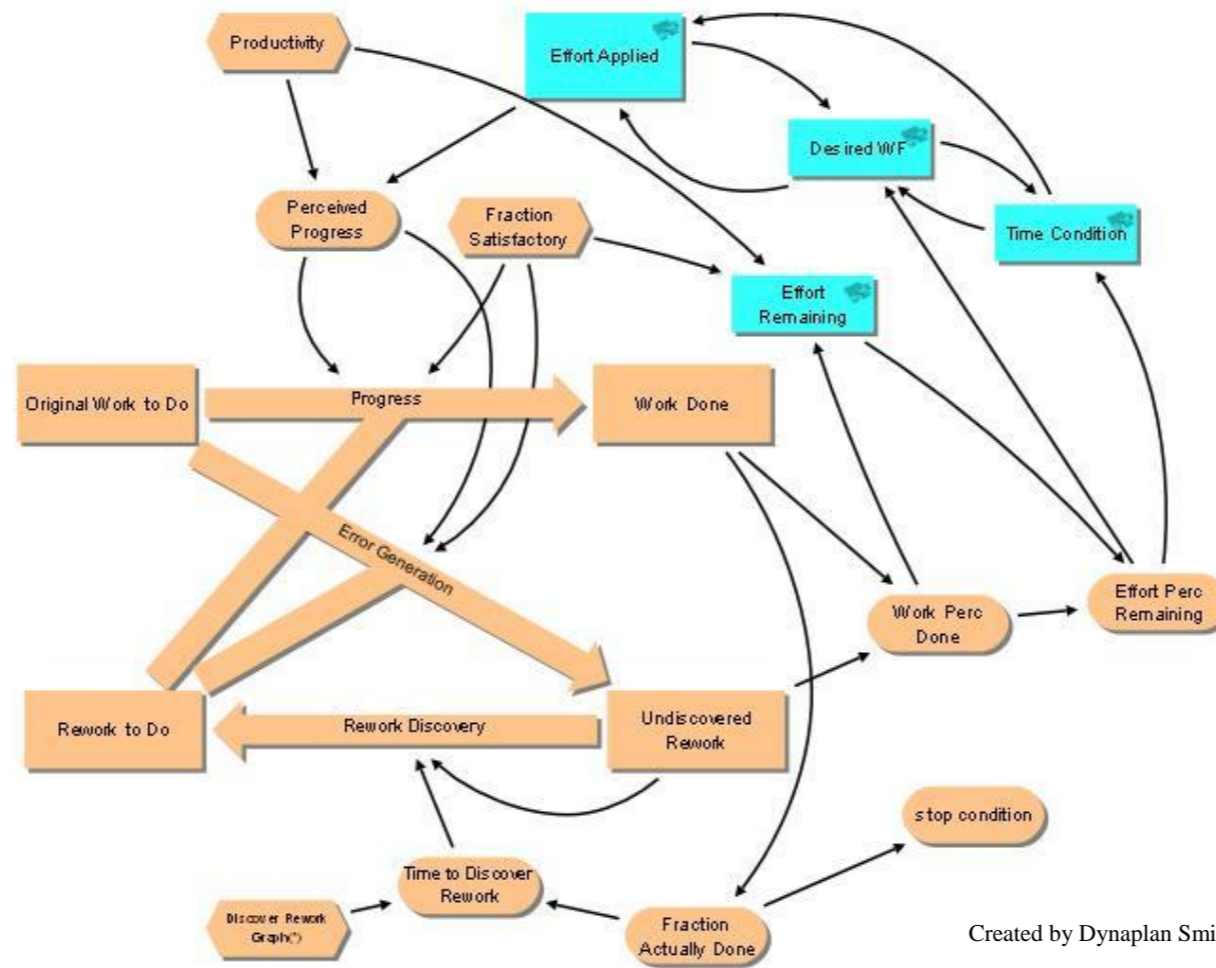 Productivity
Effort Applied
Desired WF
Perceived
Progress
Fraction
Satisfactory
Time Condition
Effort
Remaining
Original Work to Do
Progress
Work Done
Error Generation
Work Perc
Done
Effort Perc
Remaining
Rework to Do
Rework Discovery
Undiscovered
Rework
stop condition
Time to Discover
Rework
Discover Rework
Graph(*)
Fraction
Actually Done
Created by Dynaplan Smi